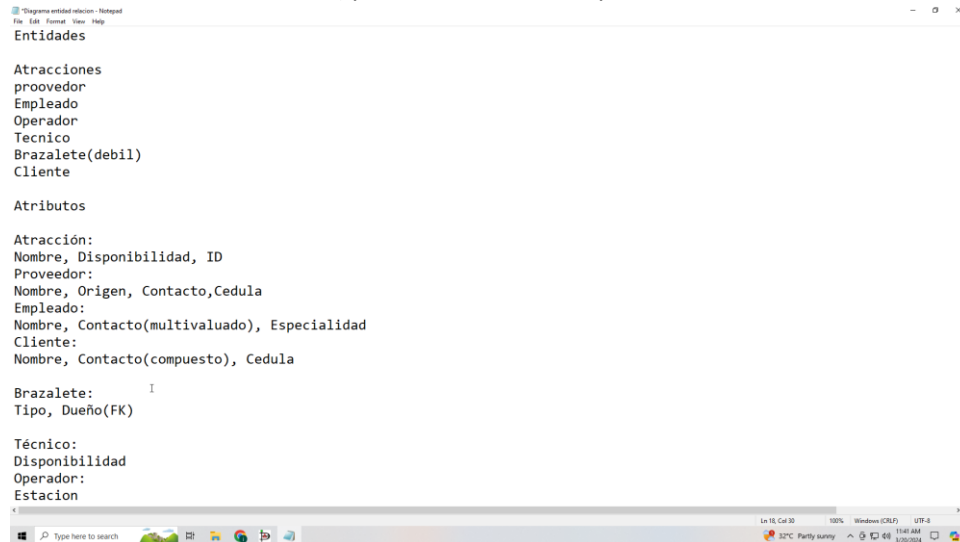 *Diagrama entidad relacion - Notepad
File Edit Format View Help
Entidades
Atracciones
proovedor
Empleado
Operador
Tecnico
Brazalete(debil)
Cliente
Atributos
Atracción:
Nombre, Disponibilidad, ID
Proveedor:
Nombre, Origen, Contacto,Cedula
Empleado:
Nombre, Contacto(multivaluado), Especialidad
Cliente:
Nombre, Contacto(compuesto), Cedula
Brazalete:
Tipo, Dueño(FK)
Técnico:
Disponibilidad
Operador:
Estacion
Ln 18, Col 30 100% Windows (CRLF) UTF-8
Type here to search 32°C Partly sunny 11:41 AM
3/20/2024